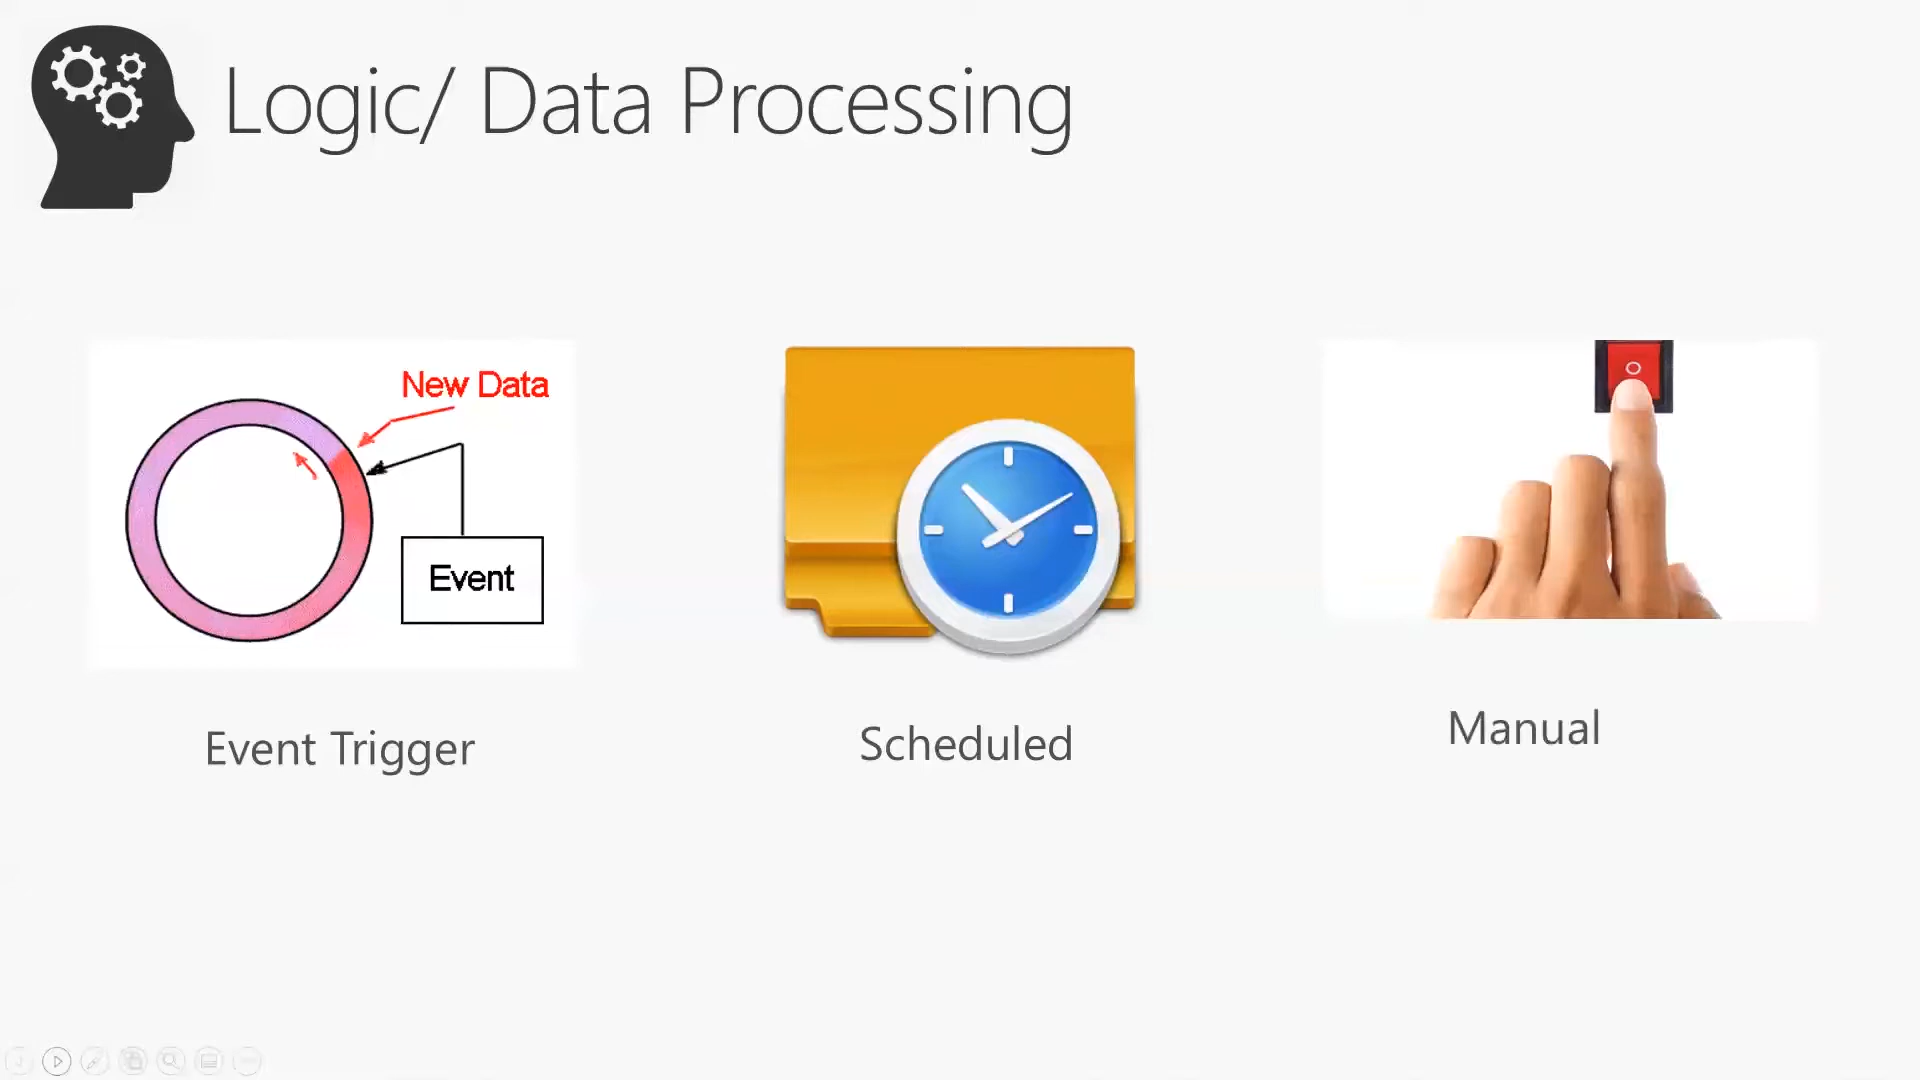 Logic/ Data Processing
New Data
Event
Event Trigger
Scheduled
Manual